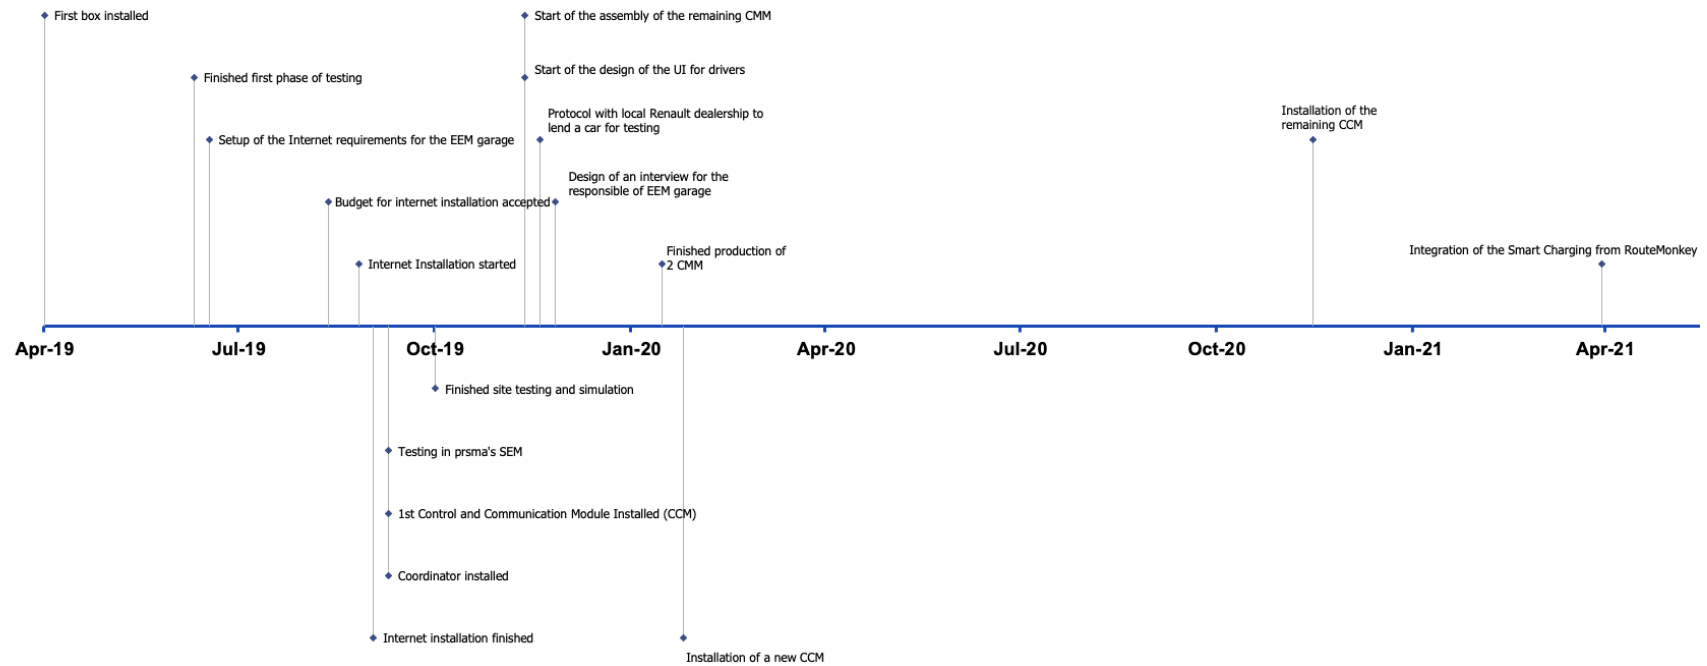 First box installed
Start of the assembly of the remaining CMM
Finished first phase of testing
Start of the design of the UI for drivers
Setup of the Internet requirements for the EEM garage
Protocol with local Renault dealership to
lend a car for testing
Installation of the
remaining CCM
Budget for internet installation accepted
Design of an interview for the
responsible of EEM garage
Internet Installation started
Finished production of
2 CMM
Integration of the Smart Charging from RouteMonkey
Apr-19 Jul-19 Oct-19 Jan-20 Apr-20 Jul-20 Oct-20 Jan-21 Apr-21
Finished site testing and simulation
Testing in prsma's SEM
1st Control and Communication Module Installed (CCM)
Coordinator installed
Internet installation finished
Installation of a new CCM